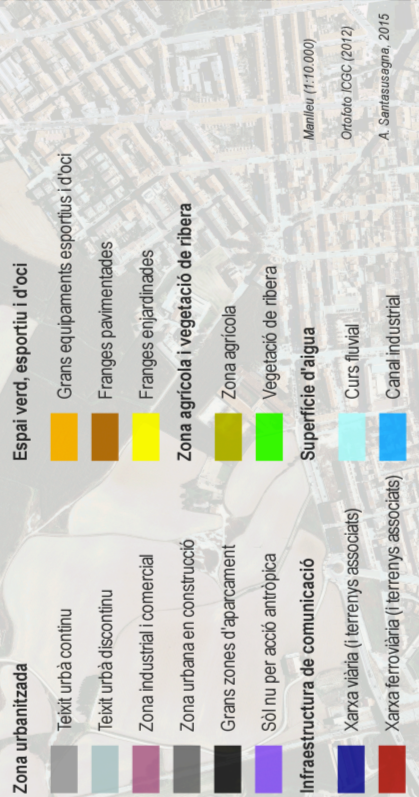 Zona urbanitzada
Teixit urbà continu
Teixit urbà discontinu
Zona industrial i comercial
Zona urbana en construcció
Grans zones d'aparcament
Sòl nu per acció antròpica
Infraestructura de comunicació
Xarxa viària (i terrenys associats)
Xarxa ferroviària (i terrenys associats)
Espai verd, esportiu i d'oci
Grans equipaments esportius i d'oci
Franges pavimentades
Franges enjardinades
Zona agrícola i vegetació de ribera
Zona agrícola
Vegetació de ribera
Superfície d'aigua
Curs fluvial
Canal industrial
Manlleu (1:10.000)
Ortofoto ICGC (2012)
A. Santasusagna, 2015